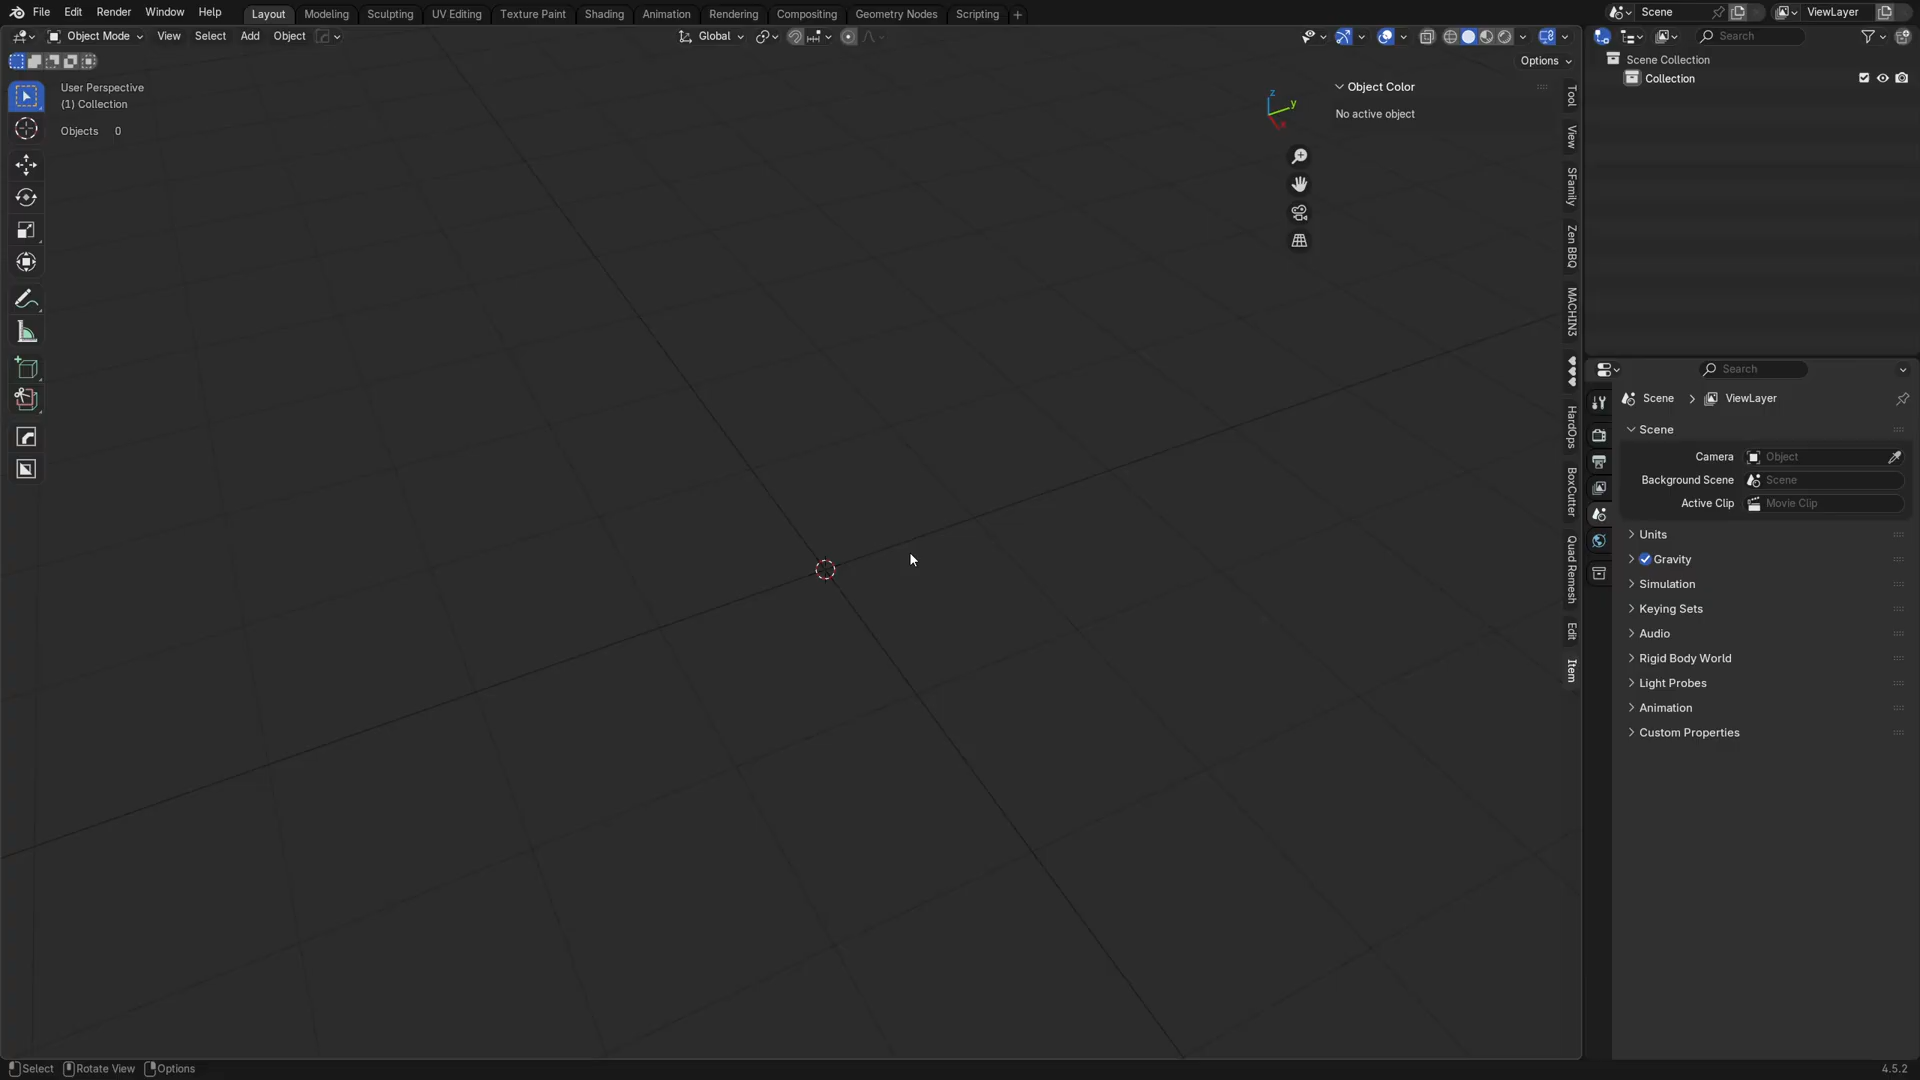 File Edit Render Window Help Layout Modeling Sculpting UV Editing Texture Paint Shading Animation Rendering Compositing Geometry Nodes Scripting + Scene ViewLayer
Object Mode View Select Add Object Global Search
Options
User Perspective
(1) Collection
Objects 0
z
y
x
Object Color
No active object
Tool
View
SFamily
Zen BBQ
MACHIN3
♥♥♥
HardOps
BoxCutter
Quad Remesh
Edit
Item
Scene Collection
Collection
Search
Scene > ViewLayer
Scene
Camera Object
Background Scene Scene
Active Clip Movie Clip
Units
Gravity
Simulation
Keying Sets
Audio
Rigid Body World
Light Probes
Animation
Custom Properties
Select Rotate View Options 4.5.2